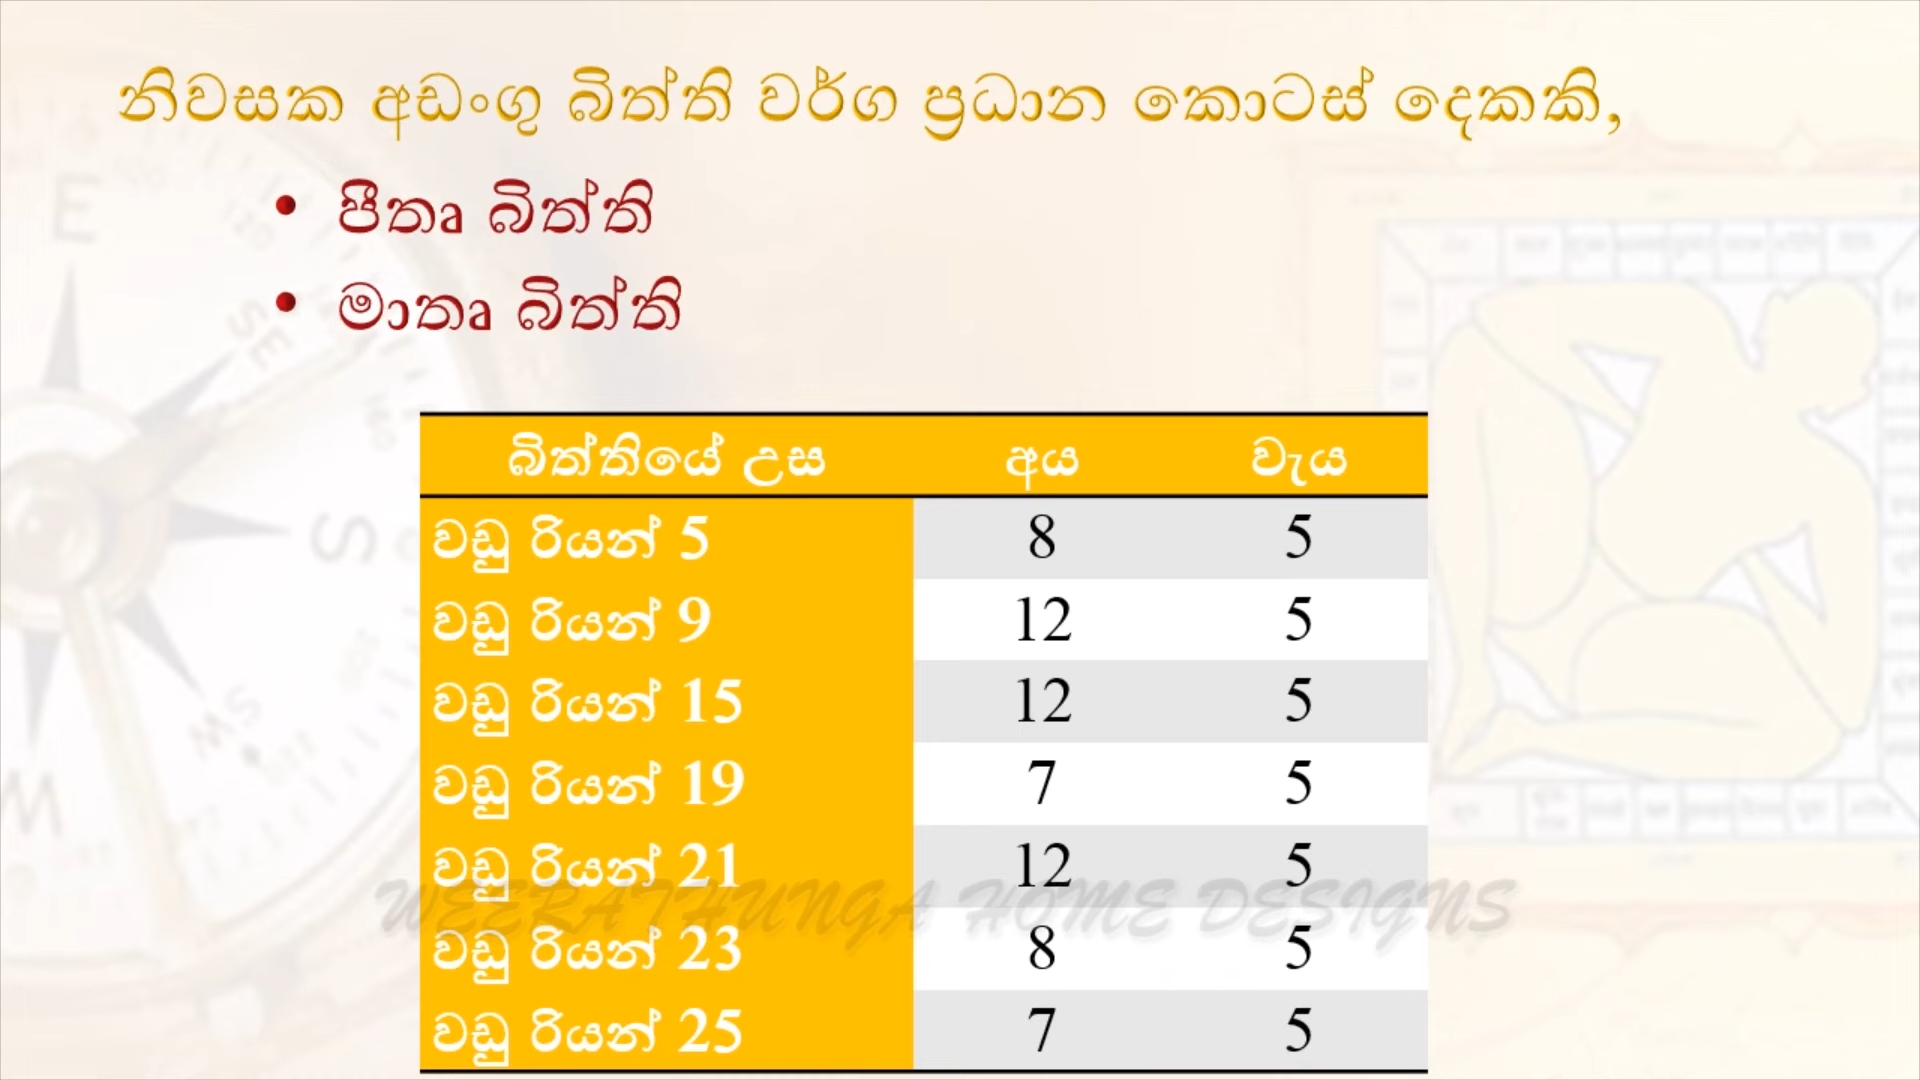 නිවසක අඩංගු බිත්ති වර්ග ප්‍රධාන කොටස් දෙකකි,
• පීතෘ බිත්ති
• මාතෘ බිත්ති
බිත්තියේ උස අය වැය
වඩු රියන් 5 8 5
වඩු රියන් 9 12 5
වඩු රියන් 15 12 5
වඩු රියන් 19 7 5
වඩු රියන් 21 12 5
WEERATHUNGA HOME DESIGNS
වඩු රියන් 23 8 5
වඩු රියන් 25 7 5
E
SE
S
SW
W